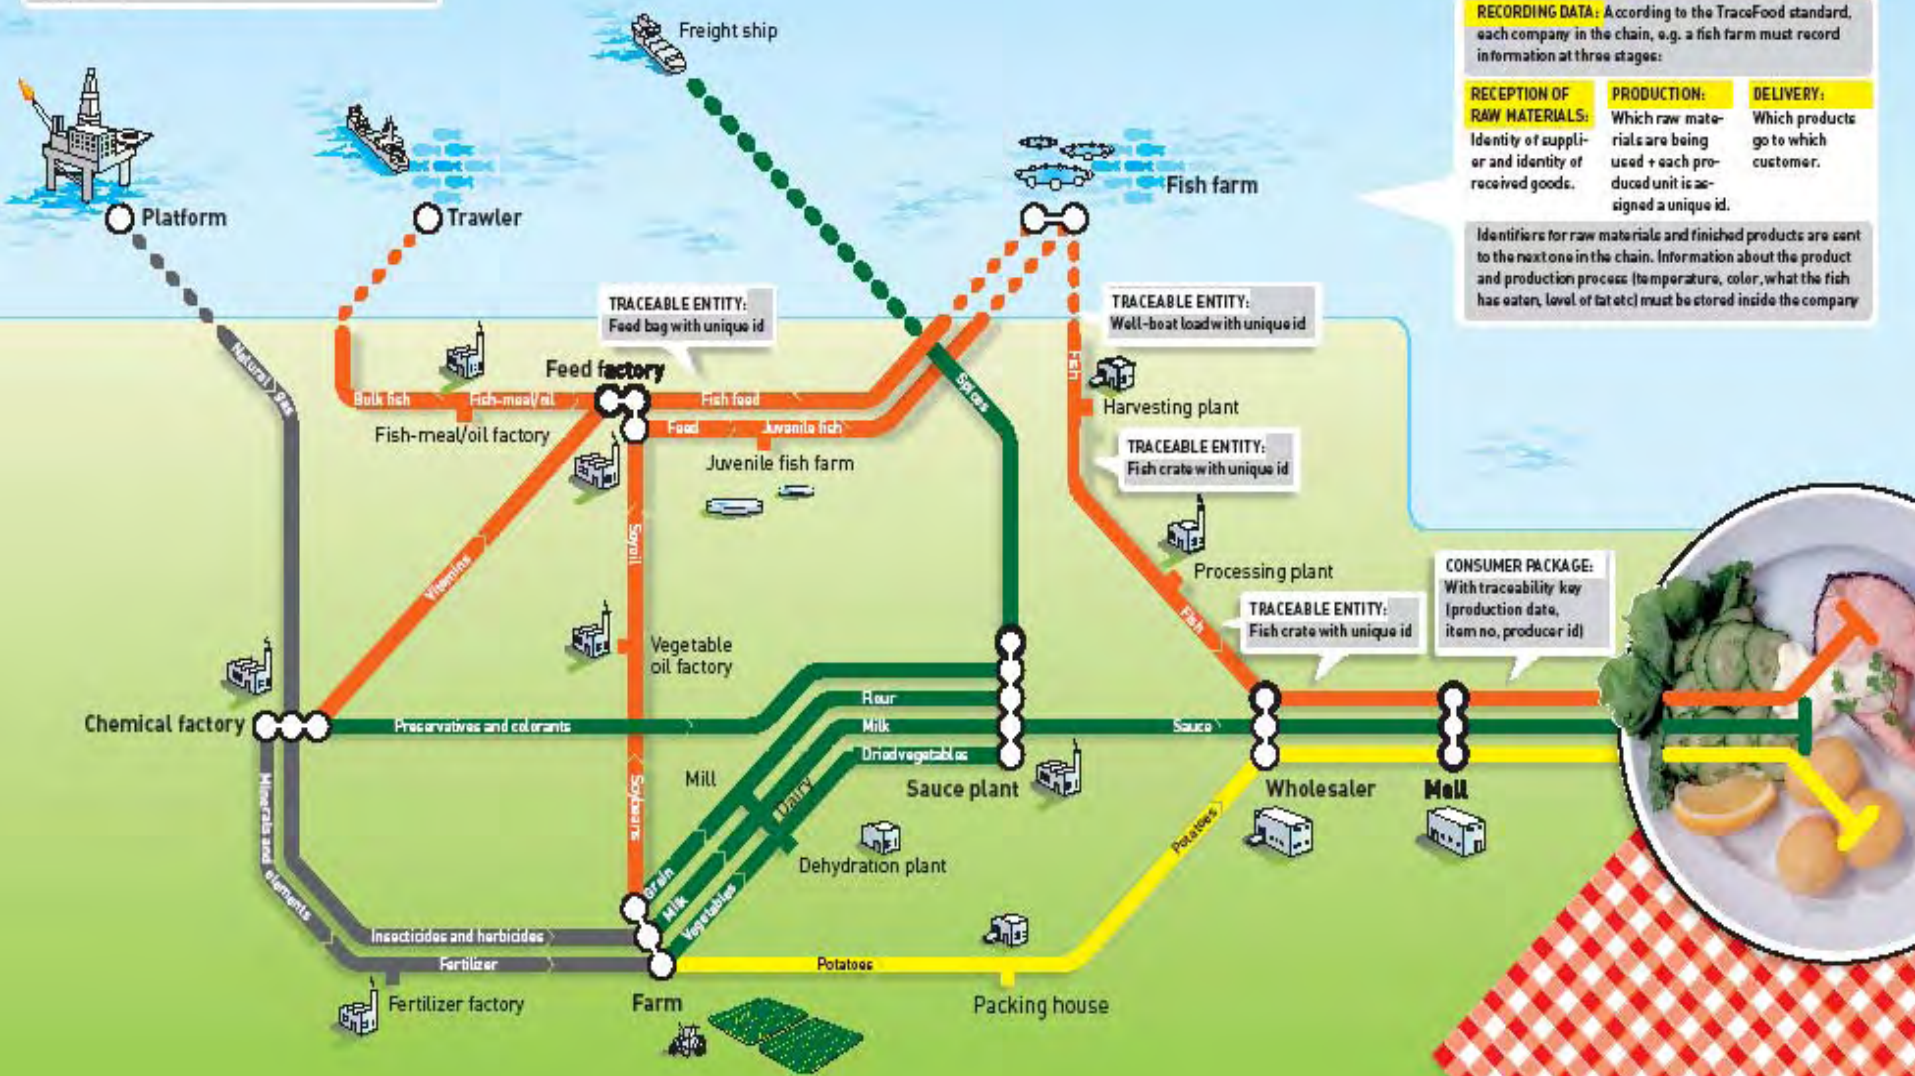 Freight ship
RECORDING DATA: According to the TraceFood standard,
each company in the chain, e.g. a fish farm must record
information at three stages:
RECEPTION OF
RAW MATERIALS:
Identity of suppli-
er and identity of
received goods.
PRODUCTION:
Which raw mate-
rials are being
used + each pro-
duced unit is as-
signed a unique id.
DELIVERY:
Which products
go to which
customer.
Identifiers for raw materials and finished products are sent
to the next one in the chain. Information about the product
and production process (temperature, color, what the fish
has eaten, level of fat etc) must be stored inside the company
Platform
Trawler
Fish farm
TRACEABLE ENTITY:
Feed bag with unique id
TRACEABLE ENTITY:
Well-boat load with unique id
Natural gas
Feed factory
Bulk fish
Fish-meal/oil
Fish feed
Spices
Fish
Harvesting plant
Fish-meal/oil factory
Feed
Juvenile fish
Juvenile fish farm
TRACEABLE ENTITY:
Fish crate with unique id
Soyoil
Vitamins
Processing plant
CONSUMER PACKAGE:
With traceability key
(production date,
item no, producer id)
TRACEABLE ENTITY:
Fish crate with unique id
Fish
Vegetable
oil factory
Chemical factory
Preservatives and colorants
Flour
Milk
Dried vegetables
Sauce
Mill
Dairy
Sauce plant
Wholesaler
Mall
Minerals and elements
Soybeans
Potatoes
Dehydration plant
Grain
Milk
Vegetables
Insecticides and herbicides
Fertilizer
Potatoes
Fertilizer factory
Farm
Packing house